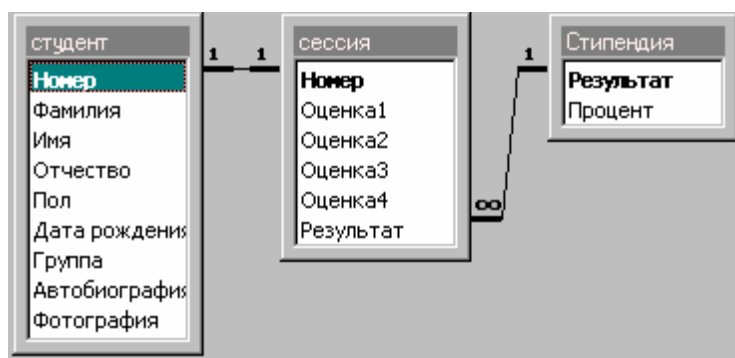 студент
Номер
Фамилия
Имя
Отчество
Пол
Дата рождения
Группа
Автобиография
Фотография
1 1
сессия
Номер
Оценка1
Оценка2
Оценка3
Оценка4
Результат
1
∞
Стипендия
Результат
Процент